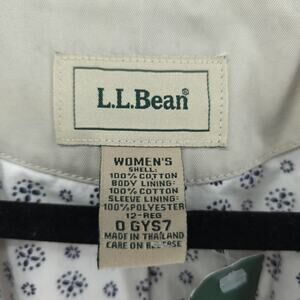 L.L.Bean®
WOMEN'S
SHELL:
100% COTTON
BODY LINING:
100% COTTON
SLEEVE LINING:
100% POLYESTER
12-REG
0 GYS7
MADE IN THAILAND
CARE ON REVERSE